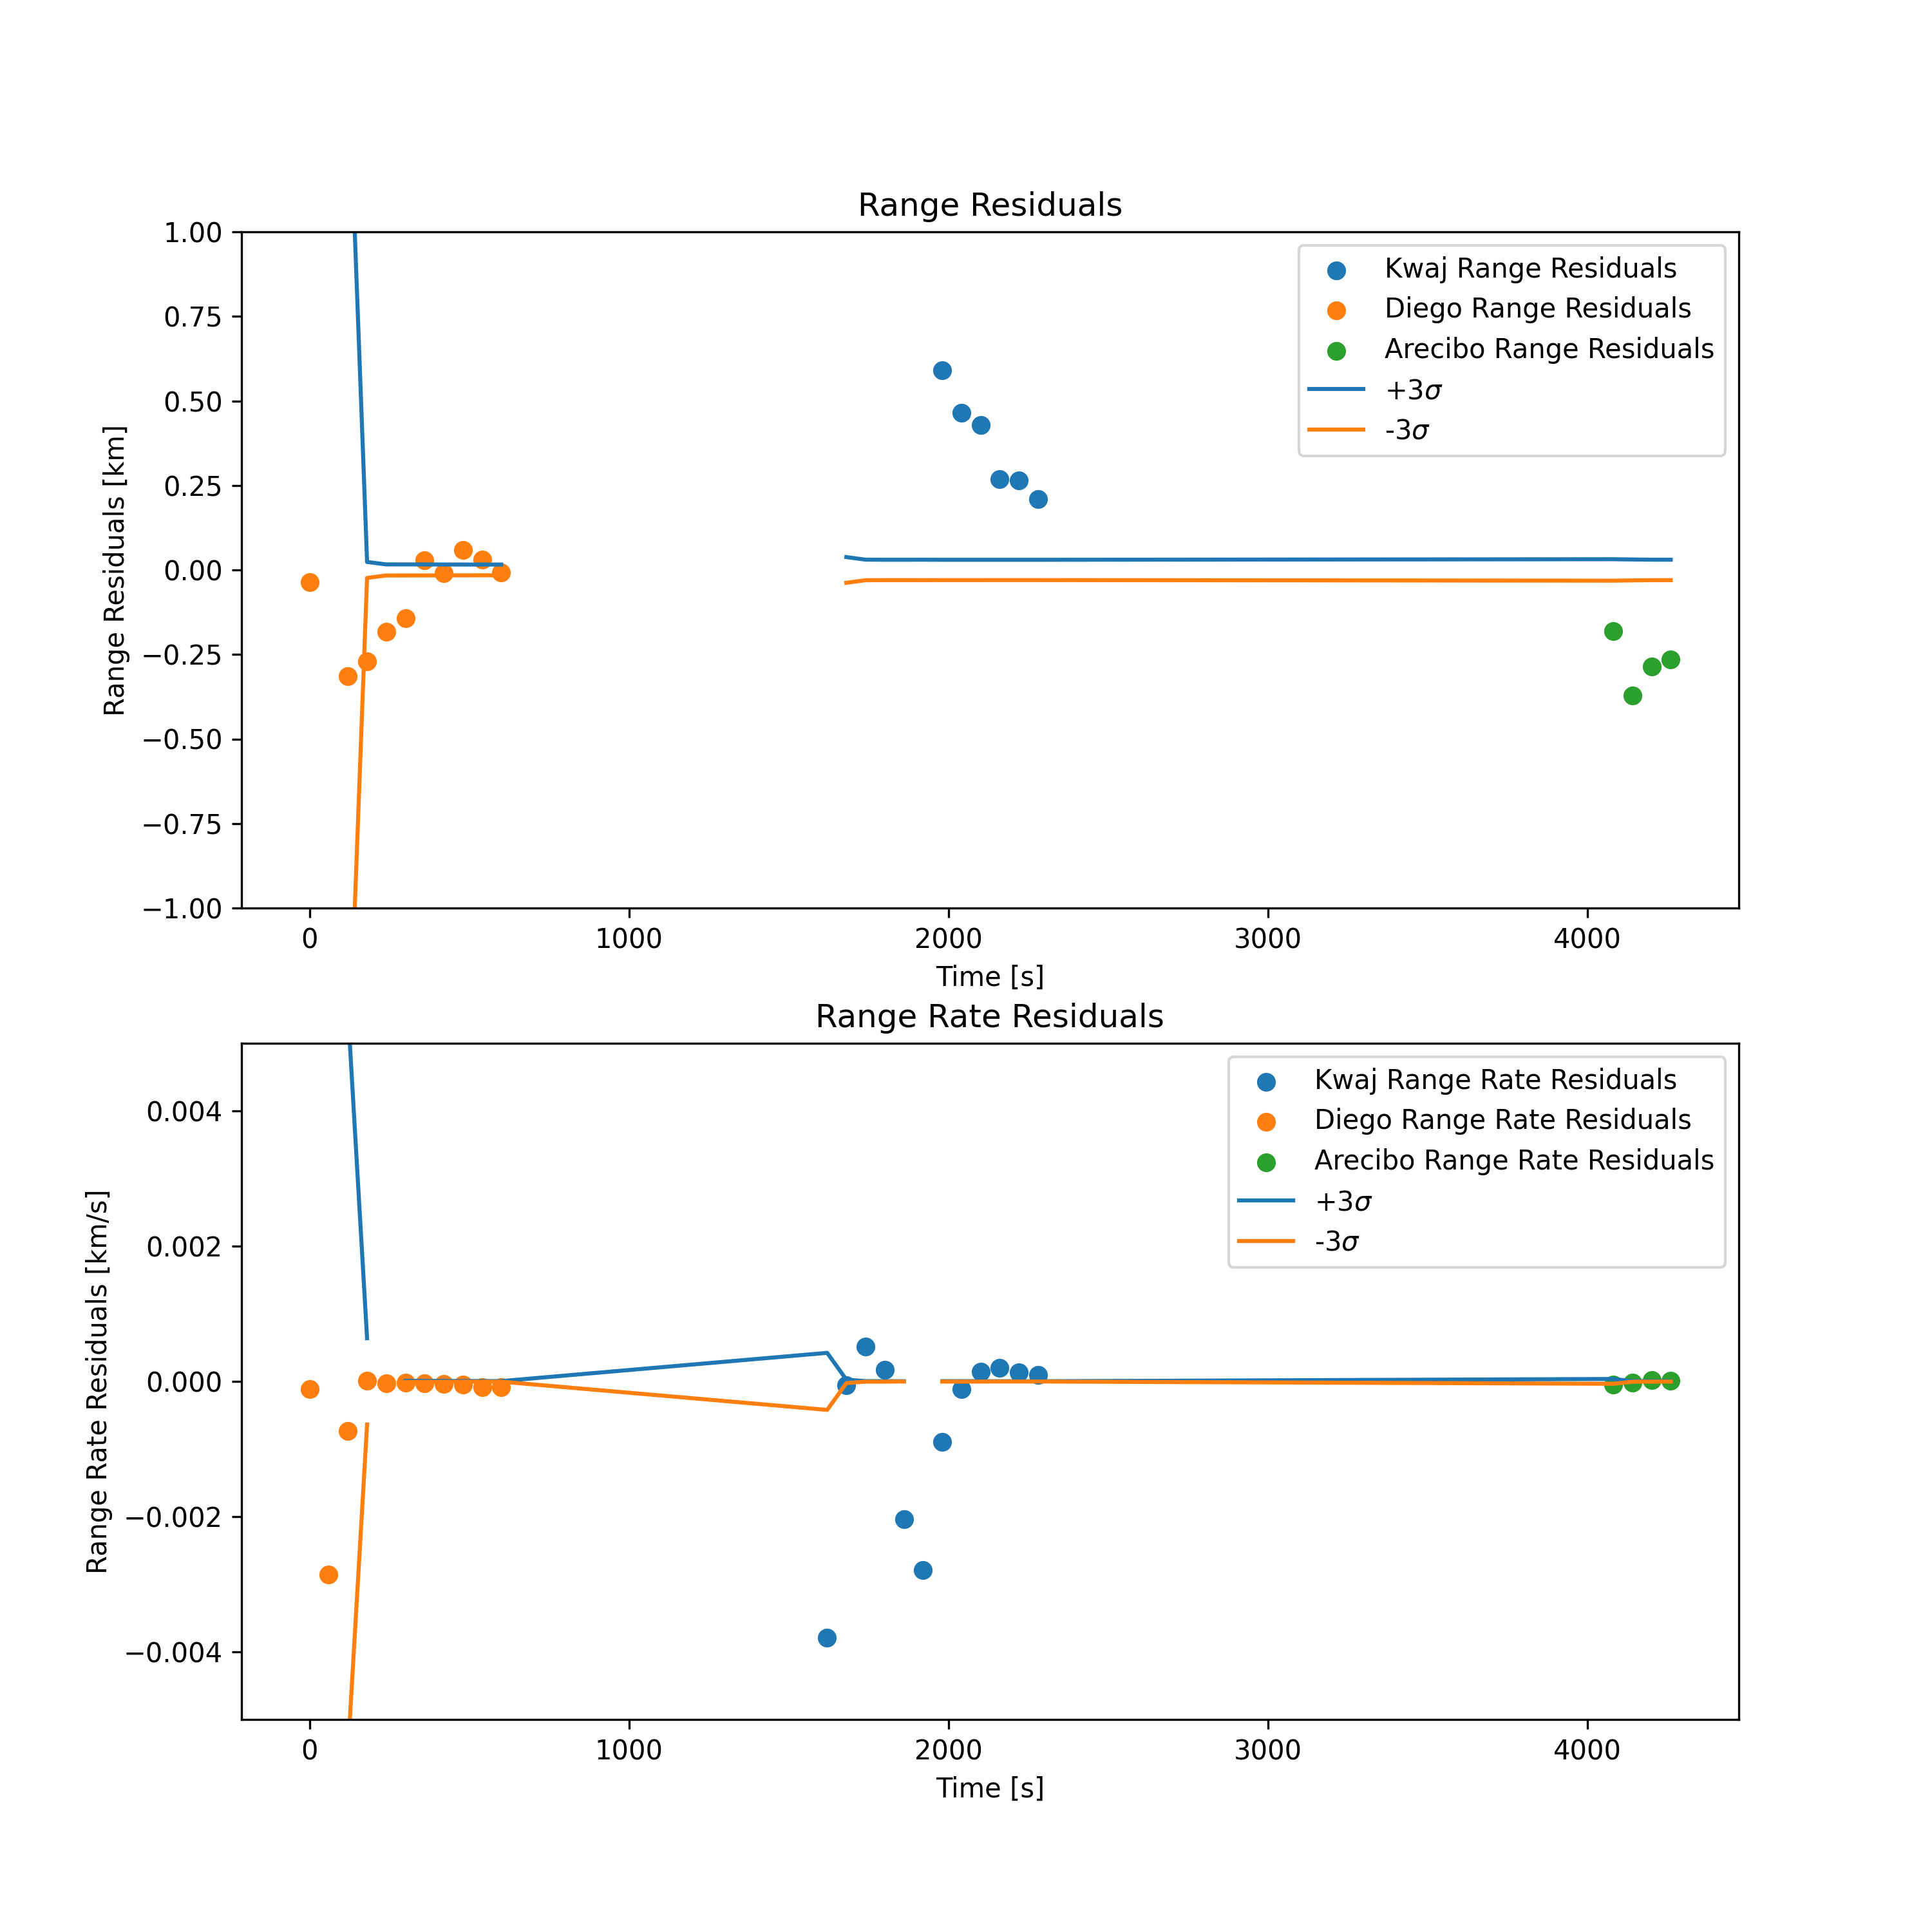 Range Residuals
1.00
0.75
0.50
0.25
0.00
−0.25
−0.50
−0.75
−1.00
Range Residuals [km]
Kwaj Range Residuals
Diego Range Residuals
Arecibo Range Residuals
+3σ
-3σ
0 1000 2000 3000 4000
Time [s]
Range Rate Residuals
0.004
0.002
0.000
−0.002
−0.004
Range Rate Residuals [km/s]
Kwaj Range Rate Residuals
Diego Range Rate Residuals
Arecibo Range Rate Residuals
+3σ
-3σ
0 1000 2000 3000 4000
Time [s]